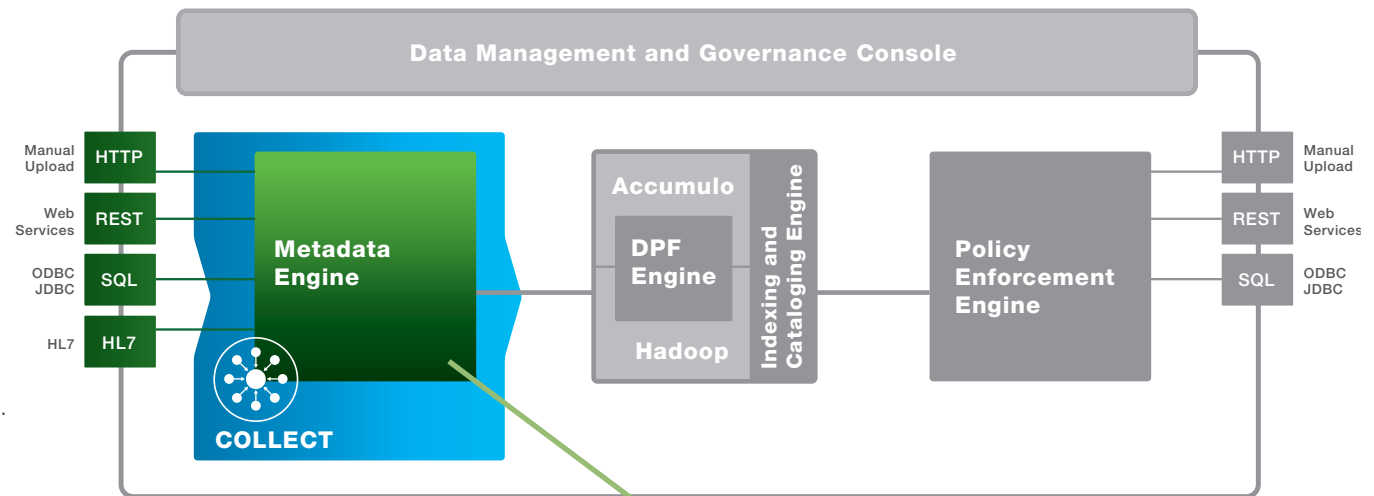 Data Management and Governance Console
Manual
Upload
HTTP
Web
Services
REST
ODBC
JDBC
SQL
HL7
HL7
Metadata
Engine
COLLECT
Accumulo
DPF
Engine
Hadoop
Indexing and
Cataloging Engine
Policy
Enforcement
Engine
HTTP
Manual
Upload
REST
Web
Services
SQL
ODBC
JDBC
.